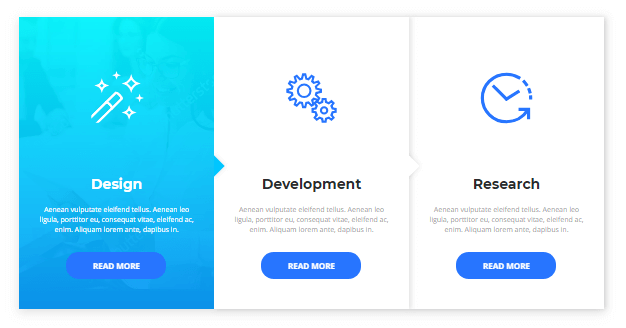 Design
Aenean vulputate eleifend tellus. Aenean leo
ligula, porttitor eu, consequat vitae, eleifend ac,
enim. Aliquam lorem ante, dapibus in.
READ MORE
Development
Aenean vulputate eleifend tellus. Aenean leo
ligula, porttitor eu, consequat vitae, eleifend ac,
enim. Aliquam lorem ante, dapibus in.
READ MORE
Research
Aenean vulputate eleifend tellus. Aenean leo
ligula, porttitor eu, consequat vitae, eleifend ac,
enim. Aliquam lorem ante, dapibus in.
READ MORE